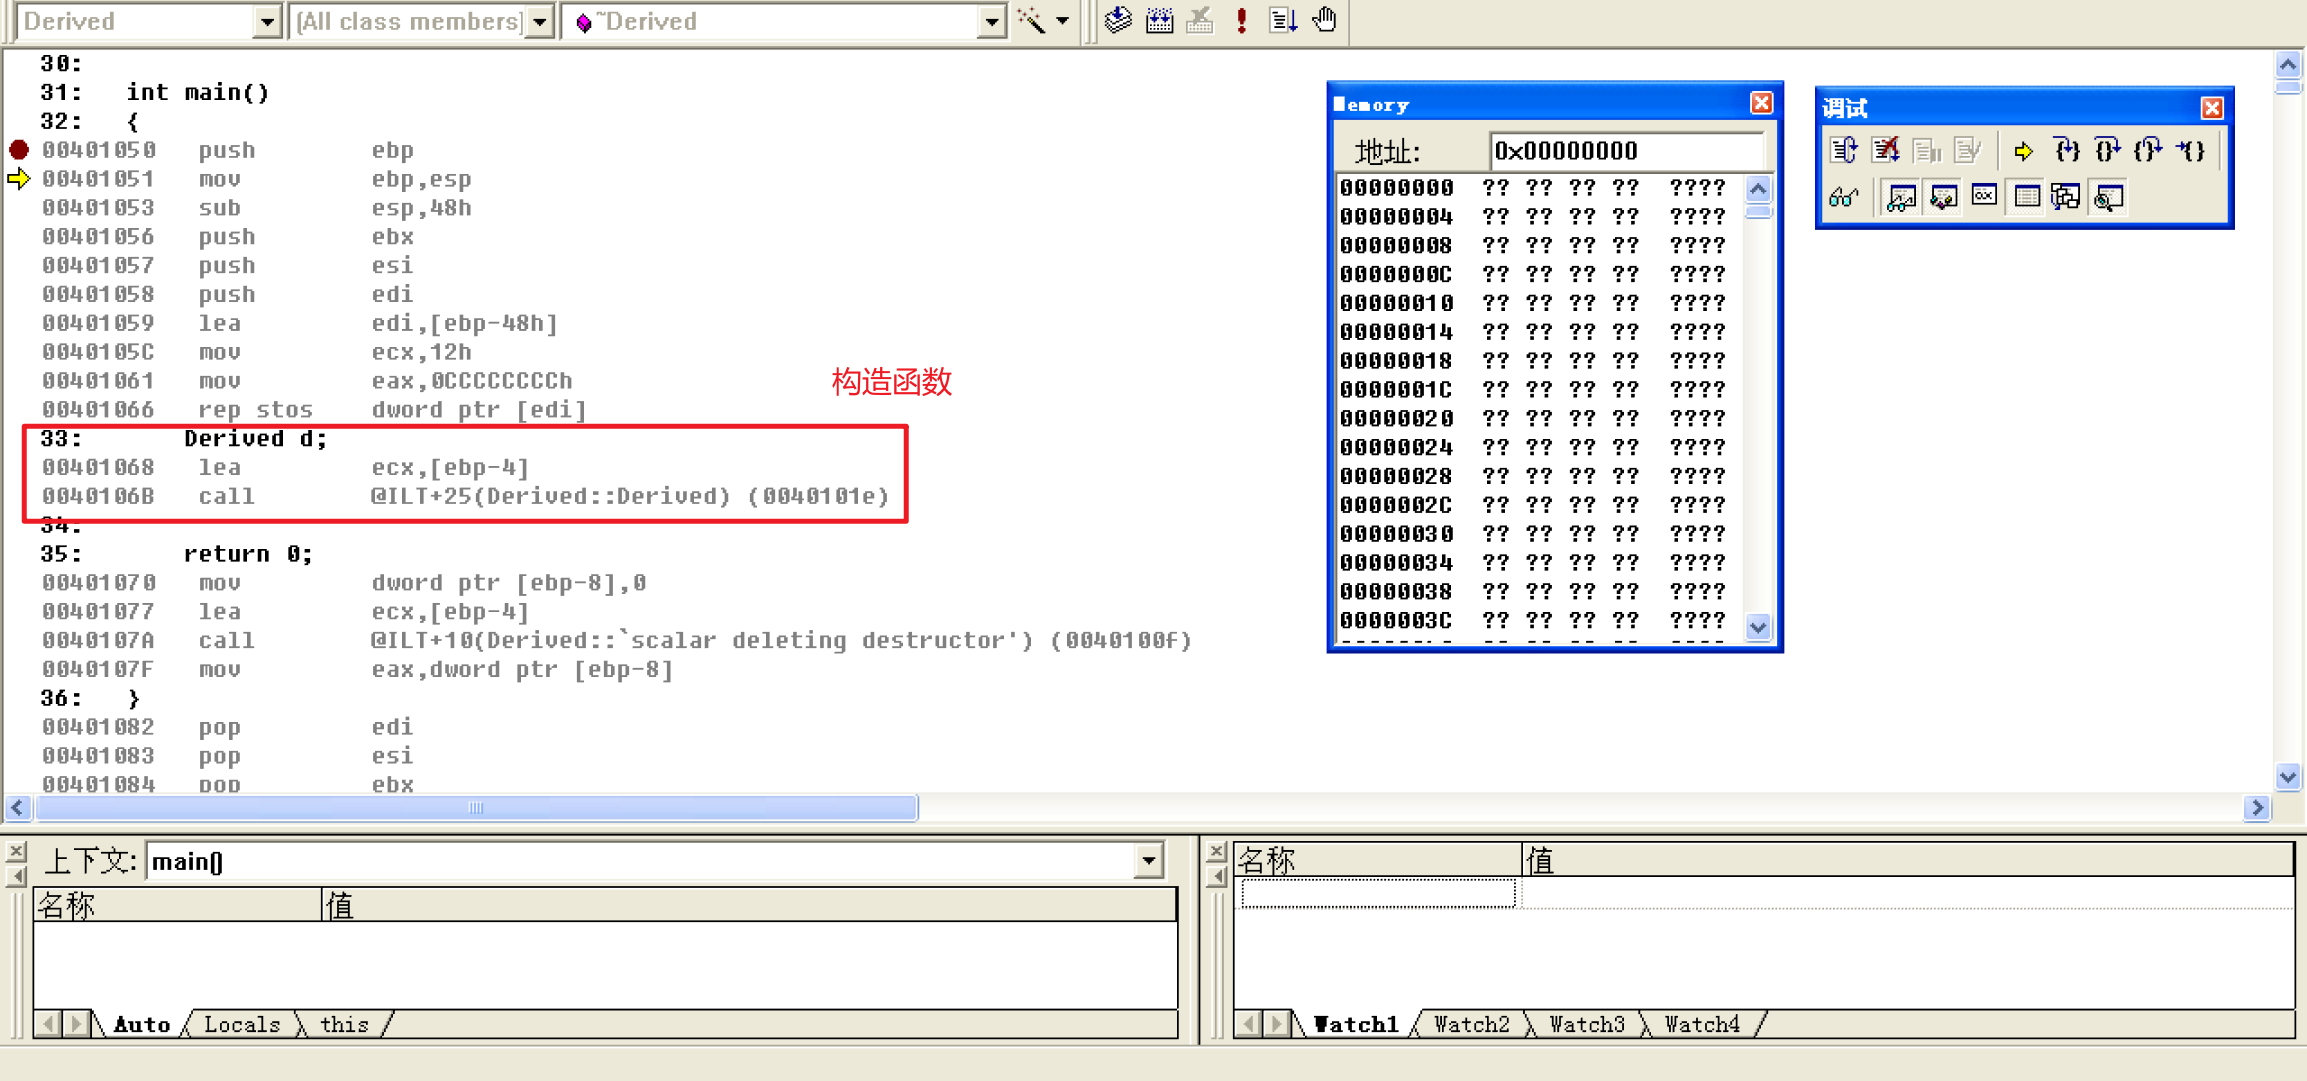 Derived (All class members) ~Derived
30:
31: int main()
32: {
00401050 push ebp
00401051 mov ebp,esp
00401053 sub esp,48h
00401056 push ebx
00401057 push esi
00401058 push edi
00401059 lea edi,[ebp-48h]
0040105C mov ecx,12h
00401061 mov eax,0CCCCCCCCh
00401066 rep stos dword ptr [edi]
构造函数
33: Derived d;
00401068 lea ecx,[ebp-4]
0040106B call @ILT+25(Derived::Derived) (0040101e)
34:
35: return 0;
00401070 mov dword ptr [ebp-8],0
00401077 lea ecx,[ebp-4]
0040107A call @ILT+10(Derived::`scalar deleting destructor') (0040100f)
0040107F mov eax,dword ptr [ebp-8]
36: }
00401082 pop edi
00401083 pop esi
00401084 pop ebx
Memory
地址: 0x00000000
00000000 ?? ?? ?? ?? ????
00000004 ?? ?? ?? ?? ????
00000008 ?? ?? ?? ?? ????
0000000C ?? ?? ?? ?? ????
00000010 ?? ?? ?? ?? ????
00000014 ?? ?? ?? ?? ????
00000018 ?? ?? ?? ?? ????
0000001C ?? ?? ?? ?? ????
00000020 ?? ?? ?? ?? ????
00000024 ?? ?? ?? ?? ????
00000028 ?? ?? ?? ?? ????
0000002C ?? ?? ?? ?? ????
00000030 ?? ?? ?? ?? ????
00000034 ?? ?? ?? ?? ????
00000038 ?? ?? ?? ?? ????
0000003C ?? ?? ?? ?? ????
调试
上下文: main()
名称 值
Auto Locals this
名称 值
Watch1 Watch2 Watch3 Watch4